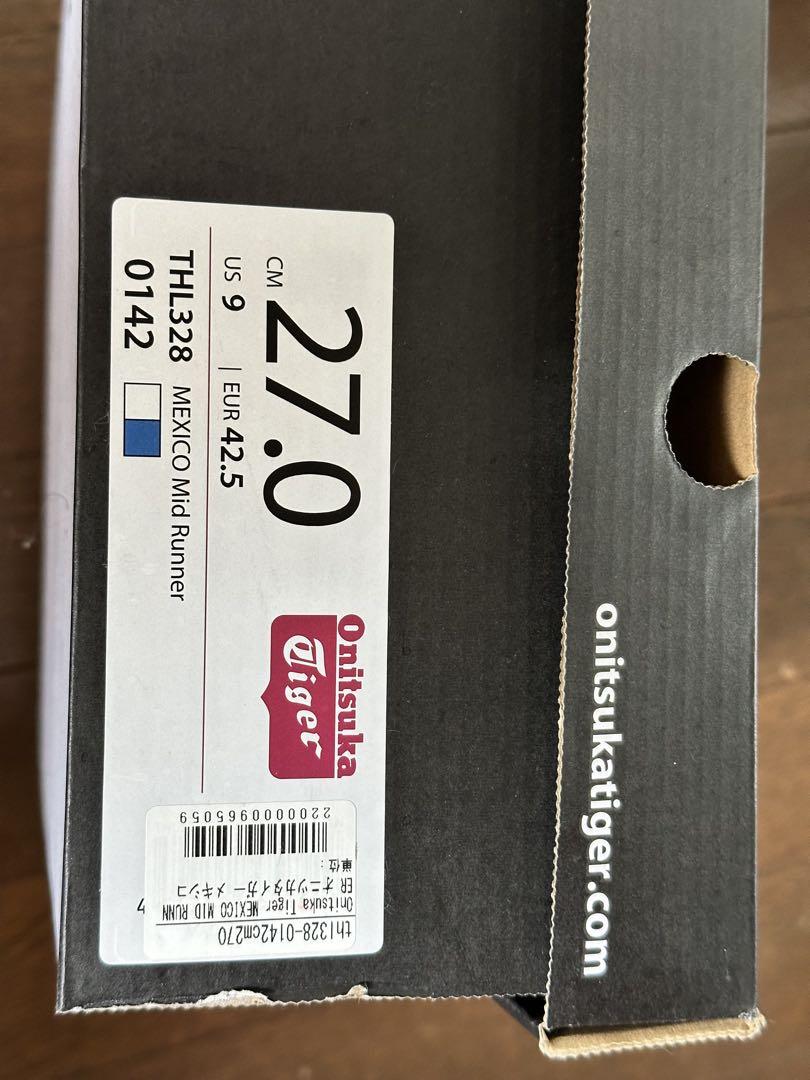 CM 27.0
US 9 | EUR 42.5
THL328 MEXICO Mid Runner
0142
Onitsuka
Tiger
thl328-0142cm270
Onitsuka Tiger MEXICO MID RUNN
ER オニツカタイガー メキシコ
単位:
2200000965059
onitsukatiger.com